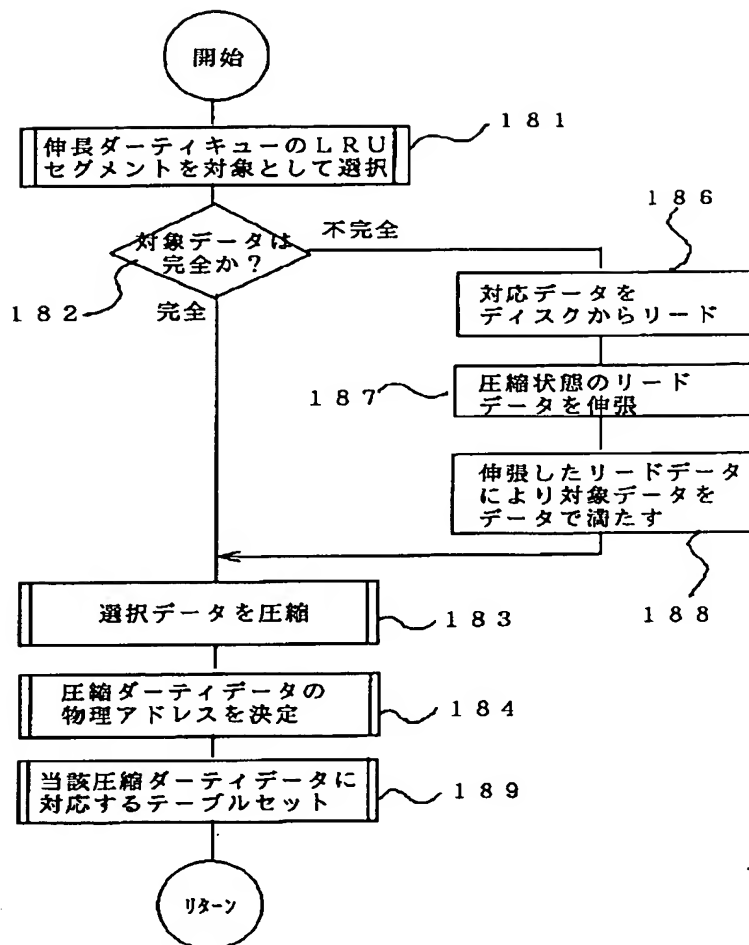 開始
伸長ダーティキューのLRU
セグメントを対象として選択
181
対象データは
完全か?
不完全
182
完全
186
対応データを
ディスクからリード
187
圧縮状態のリード
データを伸張
伸張したリードデータ
により対象データを
データで満たす
188
選択データを圧縮
183
圧縮ダーティデータの
物理アドレスを決定
184
当該圧縮ダーティデータに
対応するテーブルセット
189
リターン